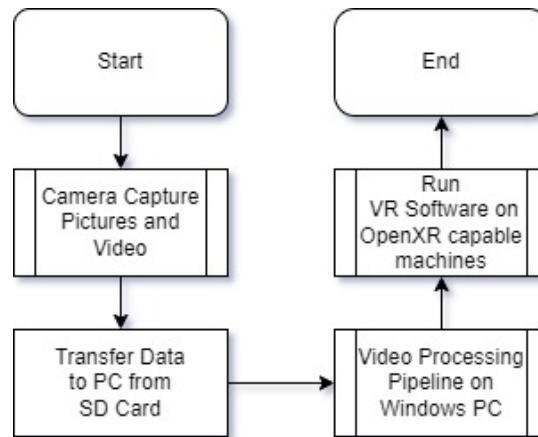 Start
Camera Capture
Pictures and
Video
Transfer Data
to PC from
SD Card
Video Processing
Pipeline on
Windows PC
Run
VR Software on
OpenXR capable
machines
End